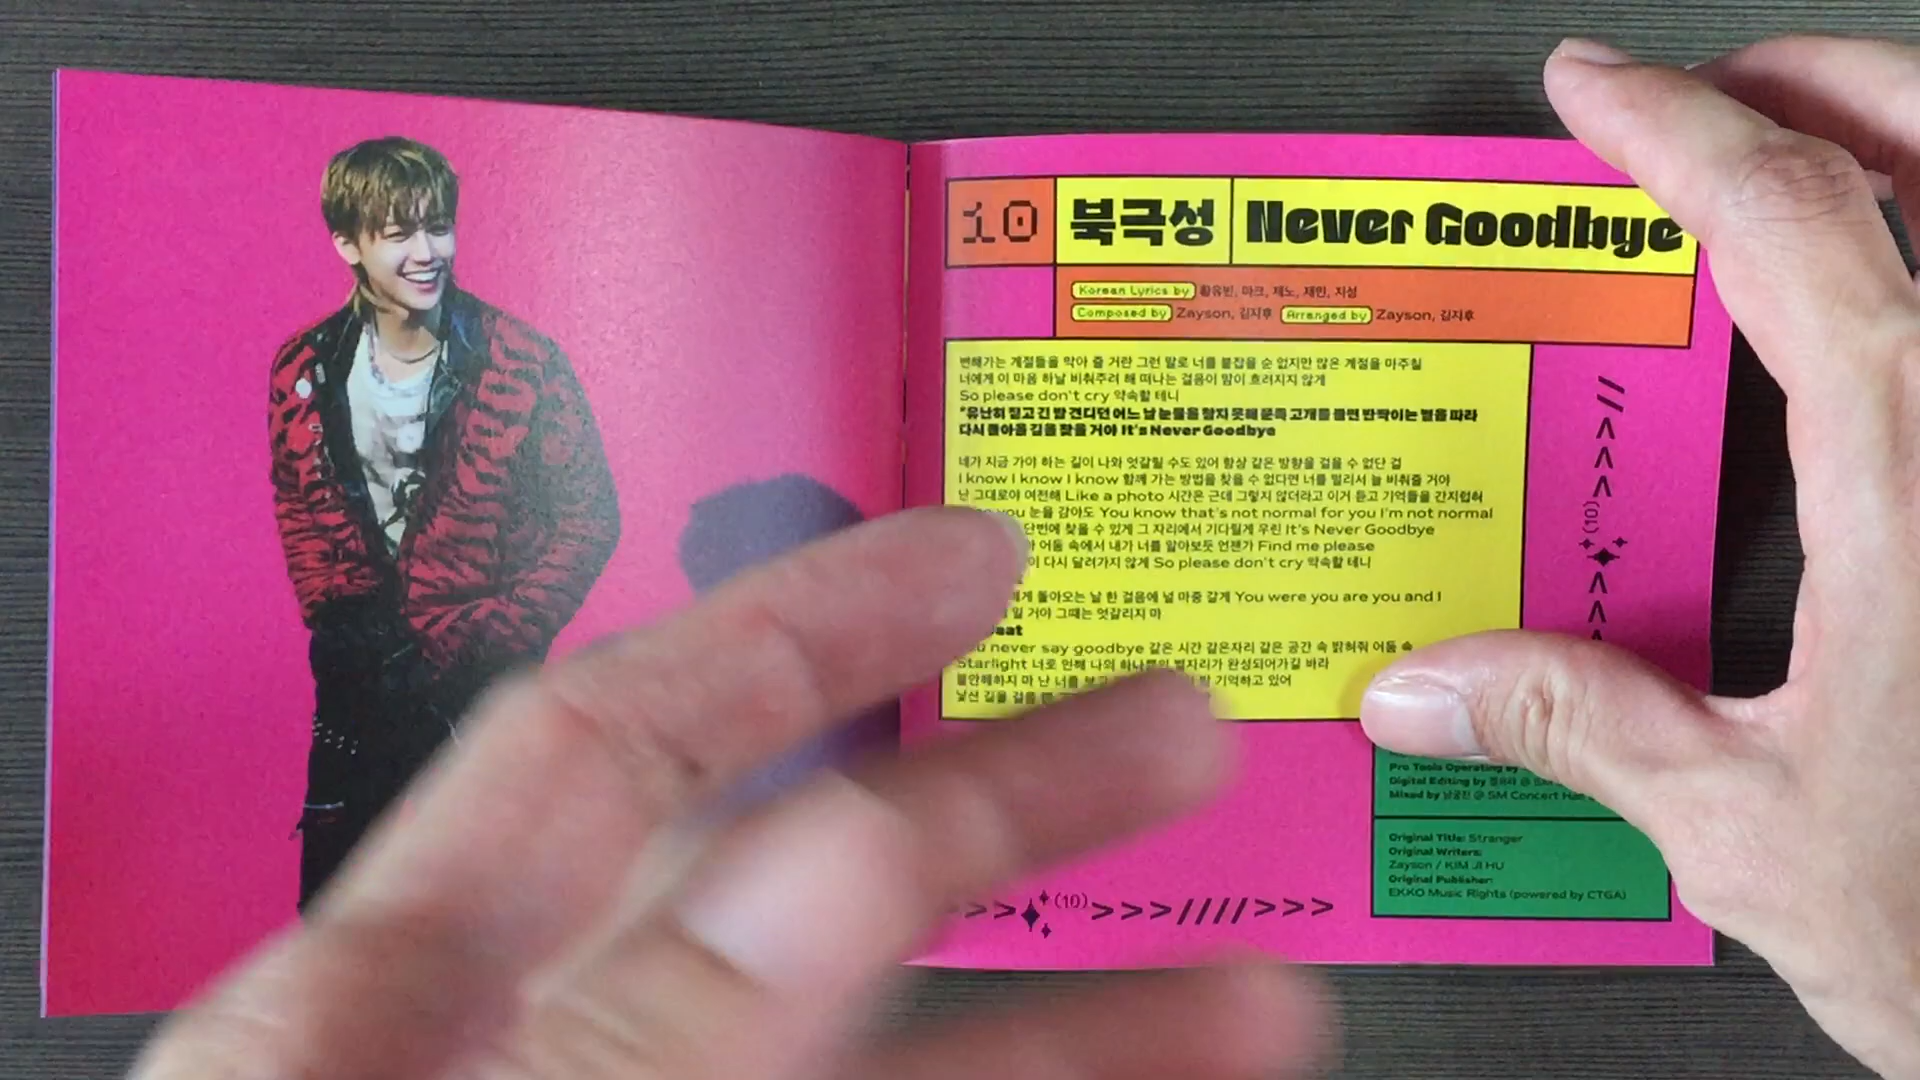 10 북극성 Never Goodbye
Korean Lyrics by 황유빈, 마크, 제노, 재민, 지성
Composed by Zayson, 김지후 Arranged by Zayson, 김지후
변해가는 계절들을 막아 줄 거란 그런 말로 너를 붙잡을 순 없지만 많은 계절을 마주칠
너에게 이 마음 하날 비춰주려 해 떠나는 걸음이 맘이 흐려지지 않게
So please don't cry 약속할 테니
*유난히 길고 긴 밤 견디던 어느 날 눈물을 참지 못해 문득 고개를 들면 반짝이는 별을 따라
다시 돌아올 길을 찾을 거야 It's Never Goodbye
네가 지금 가야 하는 길이 나와 엇갈릴 수도 있어 항상 같은 방향을 걸을 수 없단 걸
I know I know I know 함께 가는 방법을 찾을 수 없다면 너를 멀리서 늘 비춰줄 거야
난 그대로야 여전해 Like a photo 시간은 근데 그렇지 않더라고 이거 듣고 기억들을 간지럽혀
you 눈을 감아도 You know that's not normal for you I'm not normal
단번에 찾을 수 있게 그 자리에서 기다릴게 우린 It's Never Goodbye
어둠 속에서 내가 너를 알아보듯 언젠가 Find me please
다시 달려가지 않게 So please don't cry 약속할 테니
돌아오는 날 한 걸음에 널 마중 갈게 You were you are you and I
일 거야 그때는 엇갈리지 마
never say goodbye 같은 시간 같은자리 같은 공간 속 밝혀줘 어둠 속
Starlight 너로 인해 나의 하나뿐인 별자리가 완성되어가길 바라
불안해하지 마 난 너를 보고 기억하고 있어
낯선 길을 걸을 땐
Pro Tools Operating by
Digital Editing by
Mixed by 남궁진 @ SM Concert Hall
Original Title: Stranger
Original Writers:
Zayson / KIM JI HU
Original Publisher:
EKKO Music Rights (powered by CTGA)
>>(10)>>>////>>>
(10)